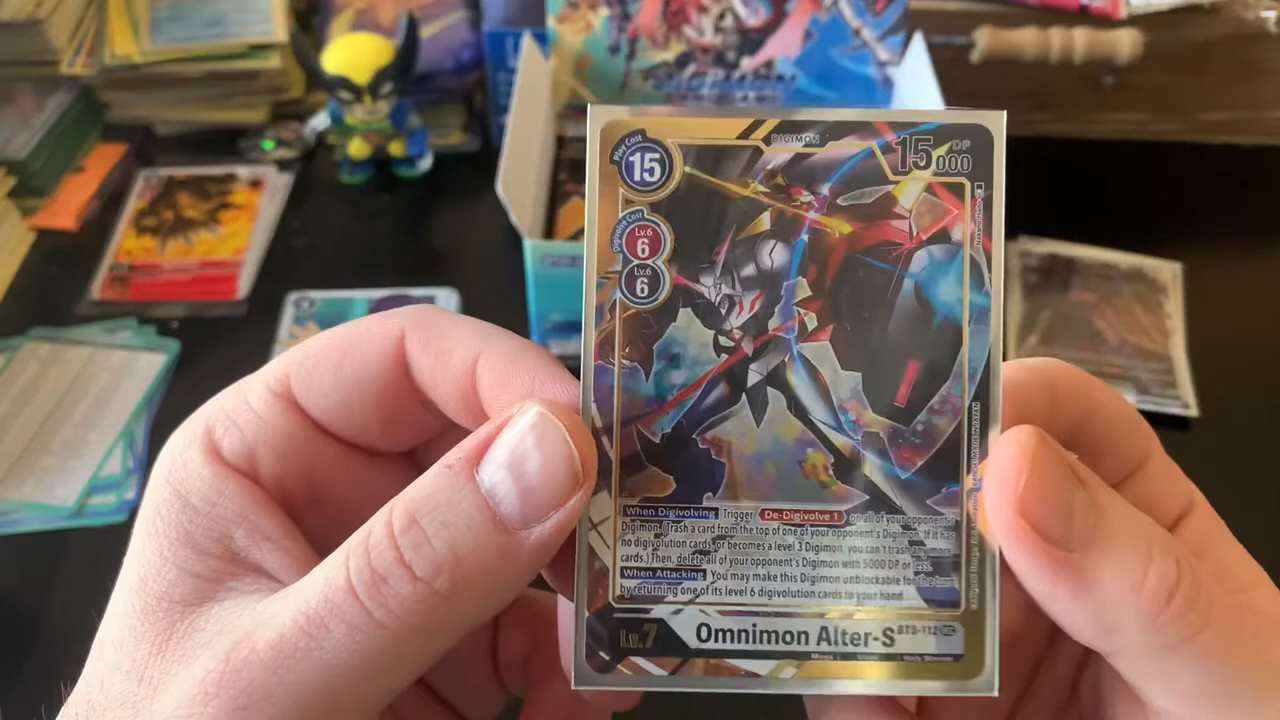 DIGIMON
DIGIMON
Play Cost
15
15000
DP
Digivolve Cost
Lv.6
6
Lv.6
6
When Digivolving Trigger De-Digivolve 1 on all of your opponent's
Digimon. (Trash a card from the top of one of your opponent's Digimon. If it has
no digivolution cards, or becomes a level 3 Digimon, you can't trash any more
cards.) Then, delete all of your opponent's Digimon with 5000 DP or less.
When Attacking You may make this Digimon unblockable for the turn
by returning one of its level 6 digivolution cards to your hand.
Lv.7
Omnimon Alter-S
BT3-112